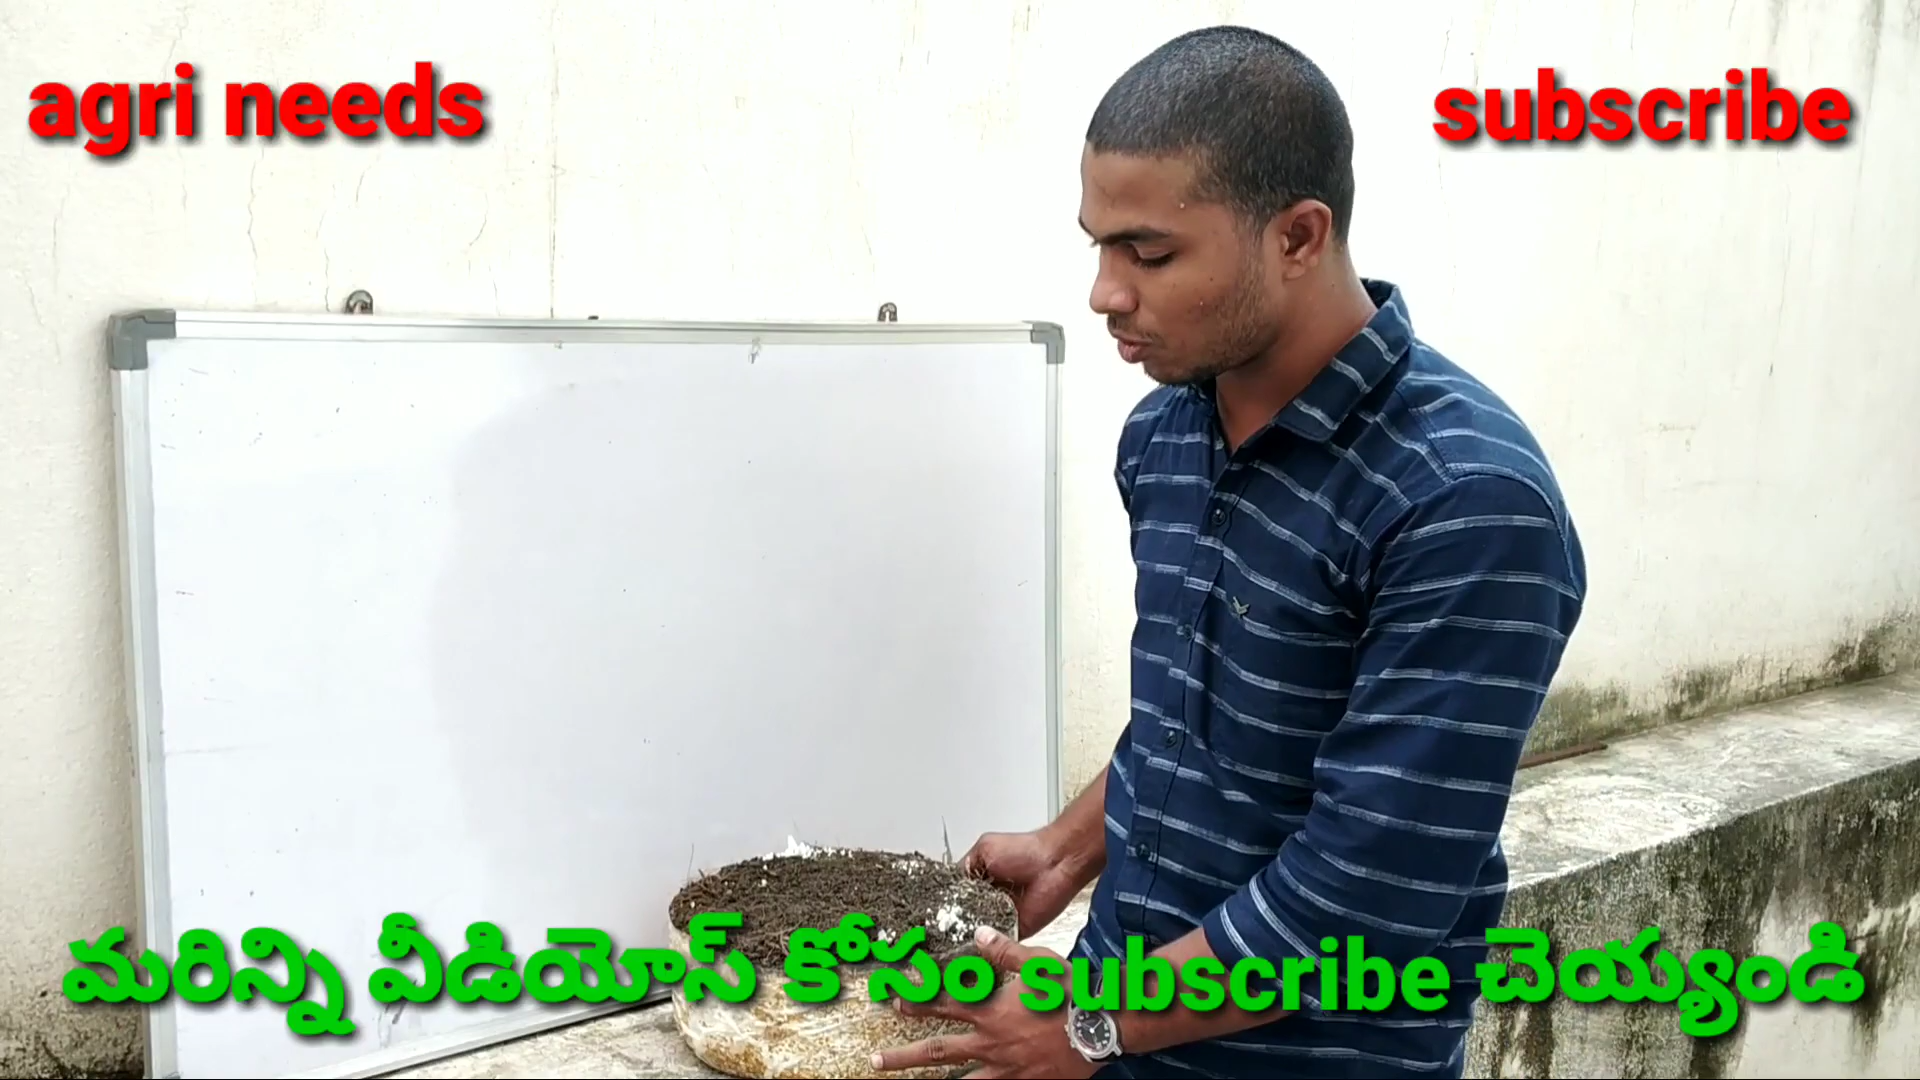 agri needs
subscribe
మరిన్ని వీడియోస్ కోసం subscribe చెయ్యండి